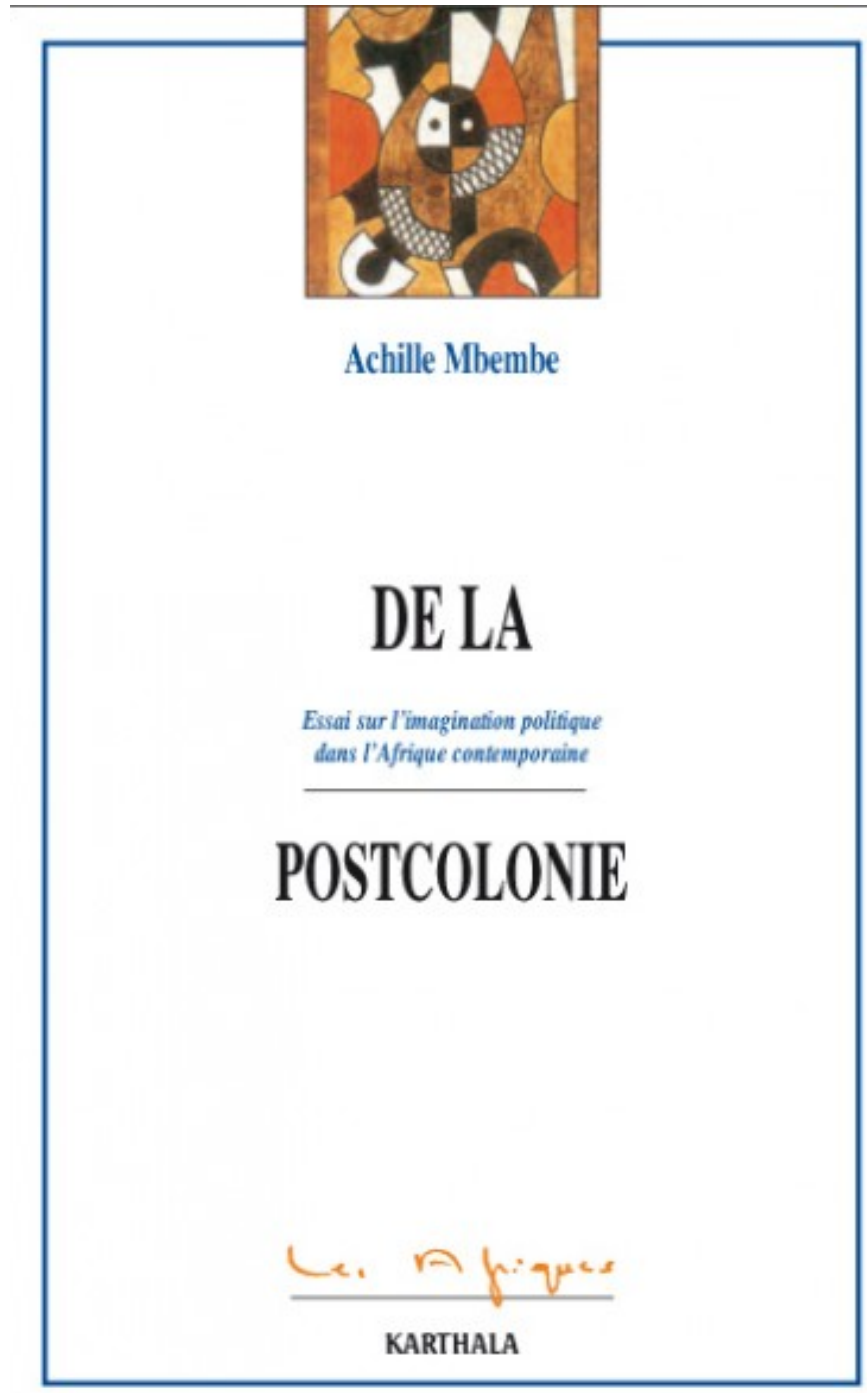 Achille Mbembe
DE LA
Essai sur l'imagination politique
dans l'Afrique contemporaine
POSTCOLONIE
Les Afriques
KARTHALA